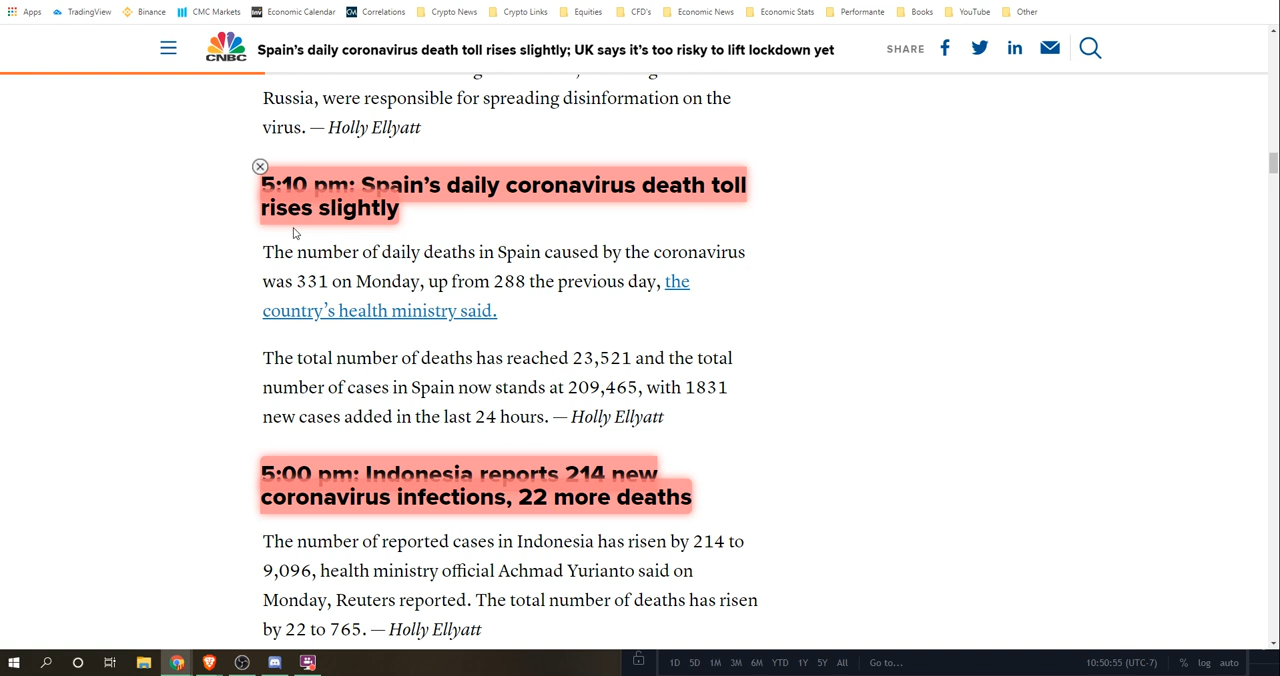 Apps TradingView Binance CMC Markets Economic Calendar Correlations Crypto News Crypto Links Equities CFD's Economic News Economic Stats Performante Books YouTube Other
CNBC Spain’s daily coronavirus death toll rises slightly; UK says it’s too risky to lift lockdown yet SHARE
Russia, were responsible for spreading disinformation on the
virus. — Holly Ellyatt
5:10 pm: Spain’s daily coronavirus death toll
rises slightly
The number of daily deaths in Spain caused by the coronavirus
was 331 on Monday, up from 288 the previous day, the
country’s health ministry said.
The total number of deaths has reached 23,521 and the total
number of cases in Spain now stands at 209,465, with 1831
new cases added in the last 24 hours. — Holly Ellyatt
5:00 pm: Indonesia reports 214 new
coronavirus infections, 22 more deaths
The number of reported cases in Indonesia has risen by 214 to
9,096, health ministry official Achmad Yurianto said on
Monday, Reuters reported. The total number of deaths has risen
by 22 to 765. — Holly Ellyatt
1D 5D 1M 3M 6M YTD 1Y 5Y All Go to... 10:50:55 (UTC-7) % log auto